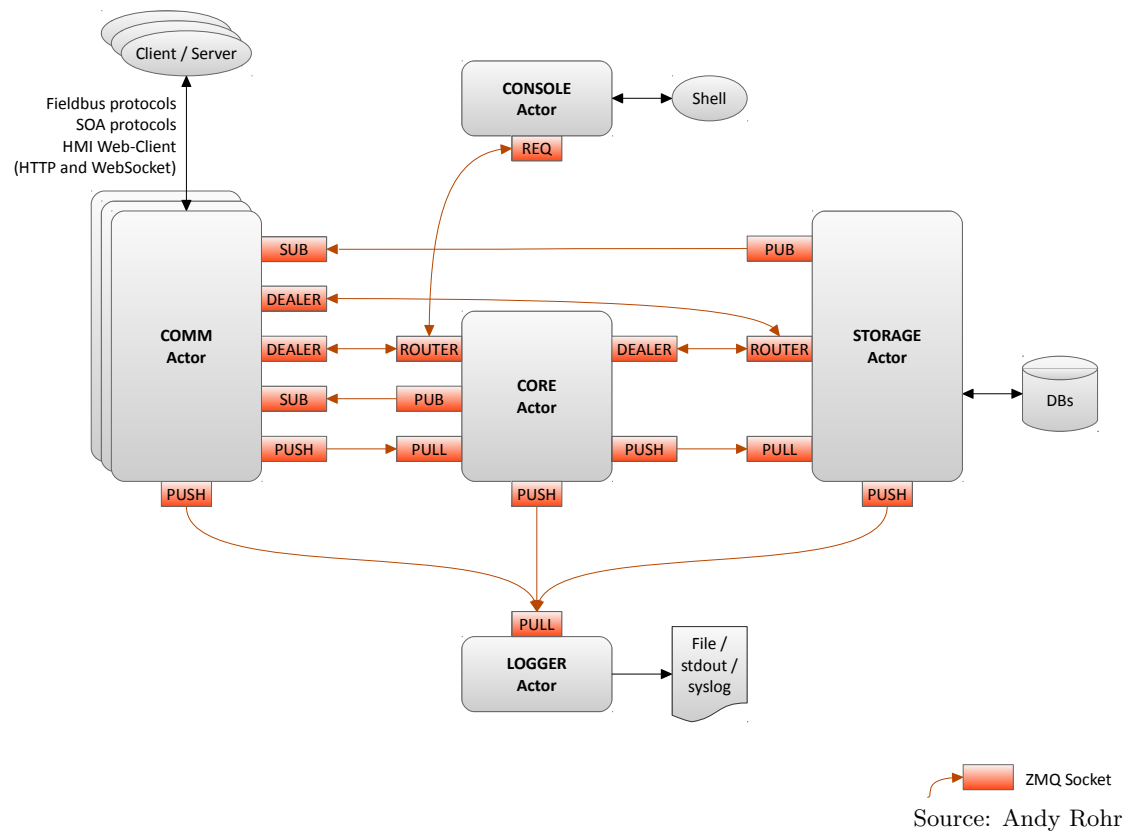 Client / Server
Fieldbus protocols
SOA protocols
HMI Web-Client
(HTTP and WebSocket)
CONSOLE
Actor
Shell
REQ
SUB
PUB
DEALER
COMM
Actor
DEALER
ROUTER
DEALER
ROUTER
STORAGE
Actor
CORE
Actor
SUB
PUB
DBs
PUSH
PULL
PUSH
PULL
PUSH
PUSH
PUSH
PULL
LOGGER
Actor
File /
stdout /
syslog
ZMQ Socket
Source: Andy Rohr